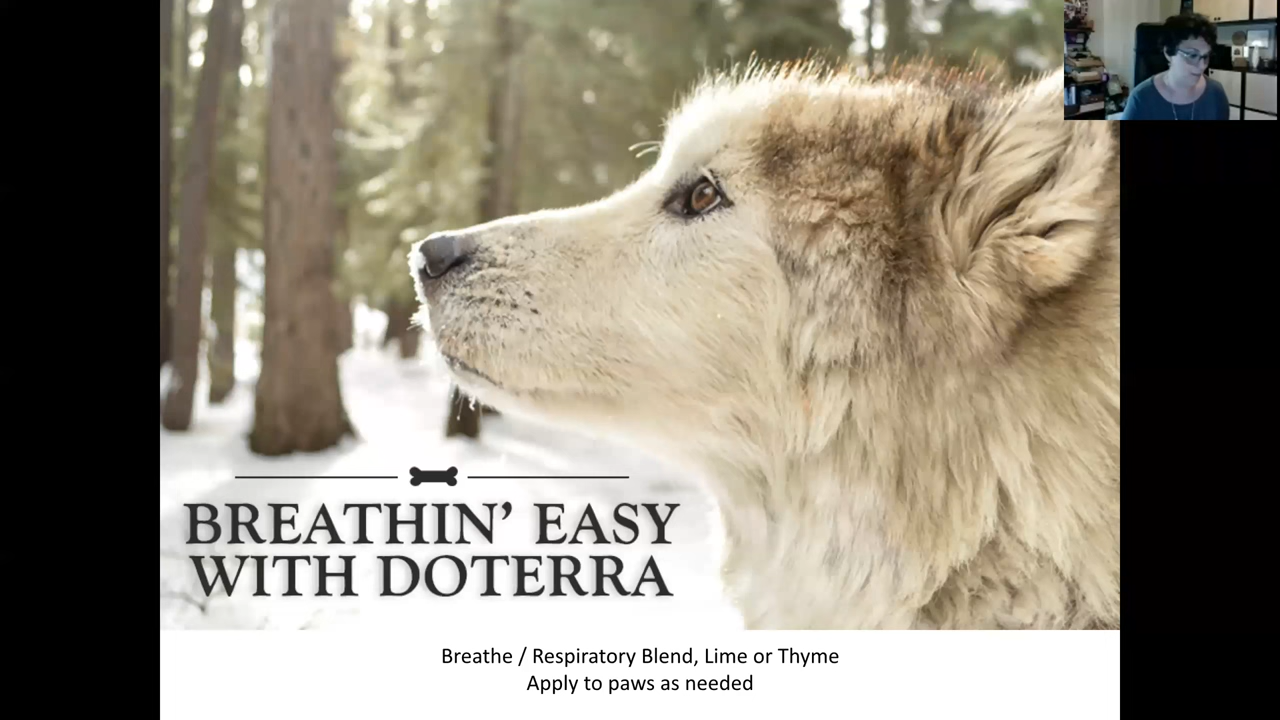 BREATHIN’ EASY
WITH DOTERRA
Breathe / Respiratory Blend, Lime or Thyme
Apply to paws as needed